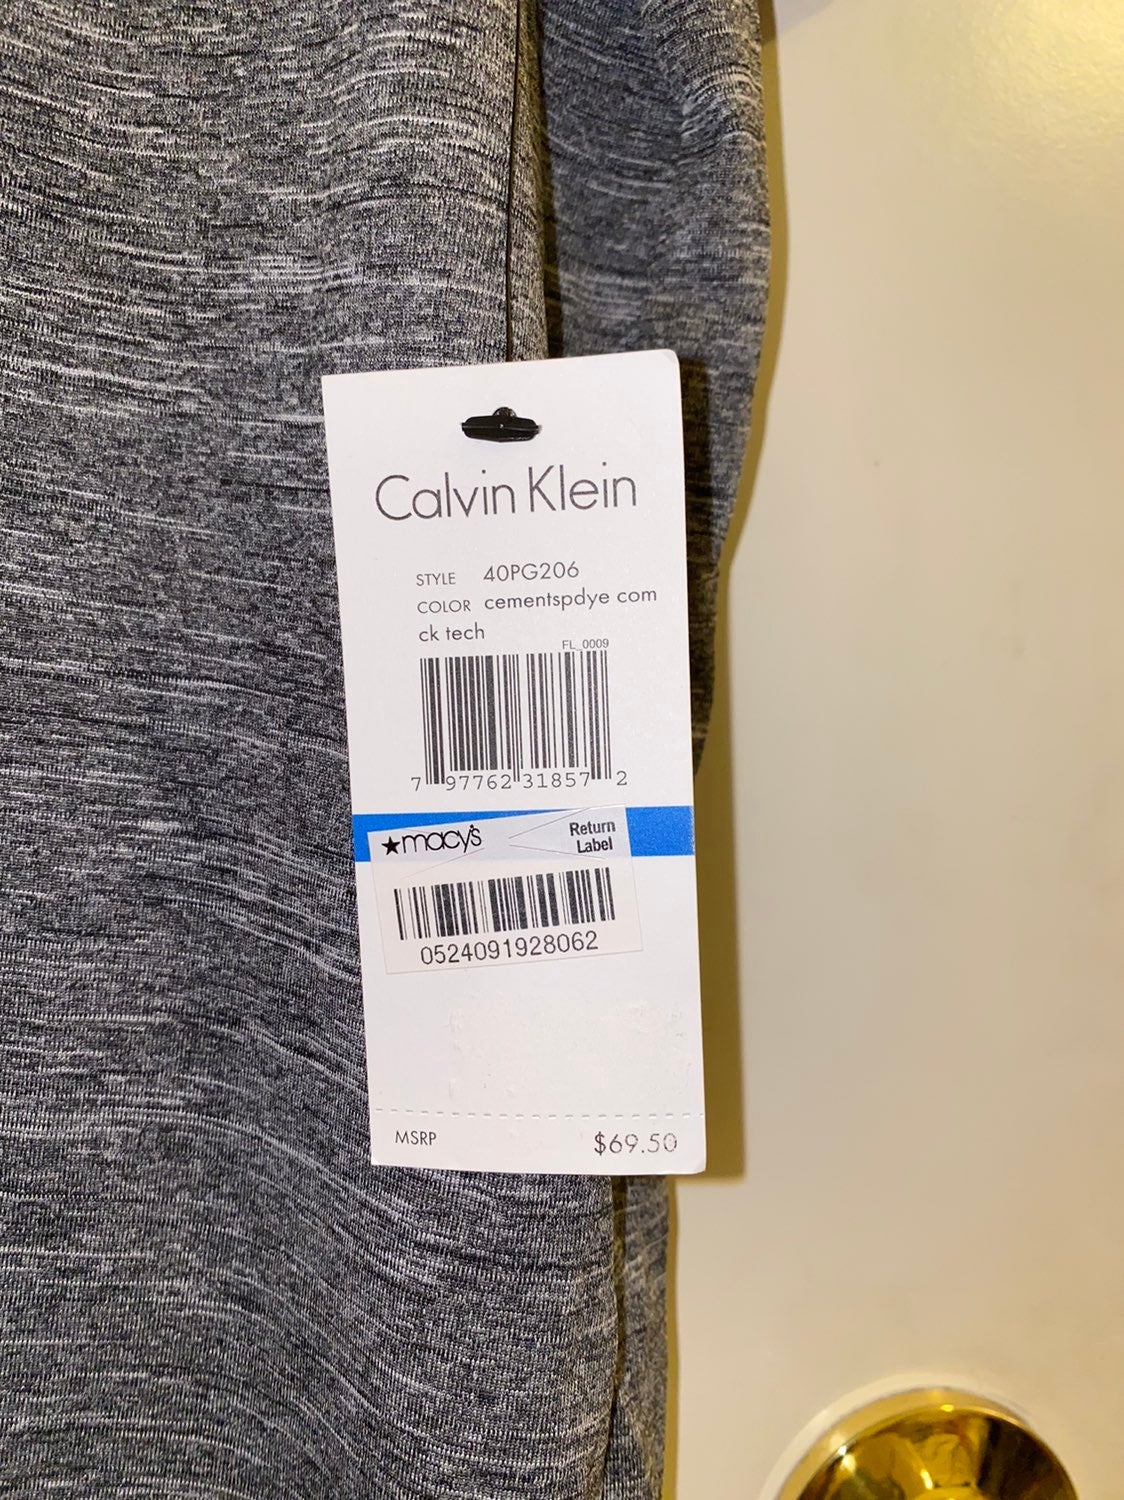 Calvin Klein
STYLE 40PG206
COLOR cementspdye com
ck tech
FL_0009
7 97762 31857 2
★macy's Return
Label
0524091928062
MSRP $69.50